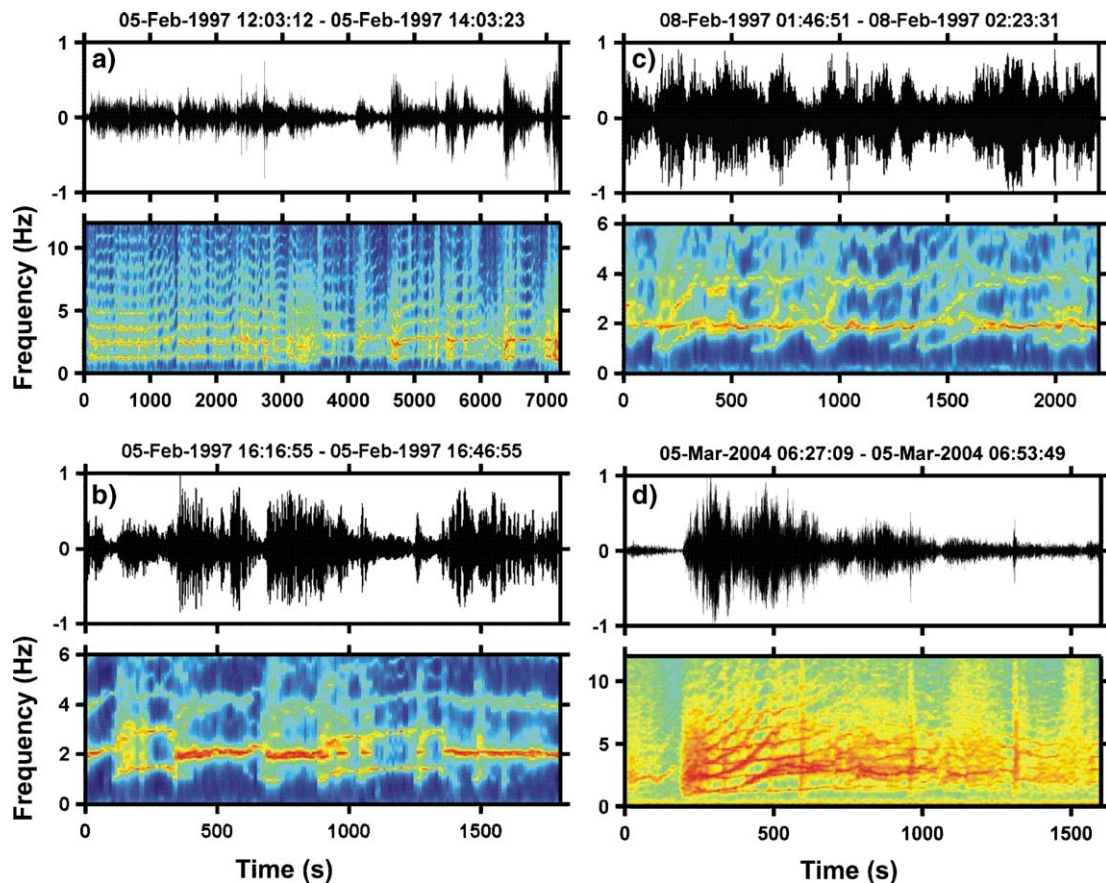 05-Feb-1997 12:03:12 - 05-Feb-1997 14:03:23
a)
1
0
-1
10
5
0
0 1000 2000 3000 4000 5000 6000 7000
08-Feb-1997 01:46:51 - 08-Feb-1997 02:23:31
c)
1
0
-1
6
4
2
0
0 500 1000 1500 2000
Frequency (Hz)
05-Feb-1997 16:16:55 - 05-Feb-1997 16:46:55
b)
1
0
-1
6
4
2
0
0 500 1000 1500
05-Mar-2004 06:27:09 - 05-Mar-2004 06:53:49
d)
1
0
-1
10
5
0
0 500 1000 1500
Frequency (Hz)
Time (s)
Time (s)